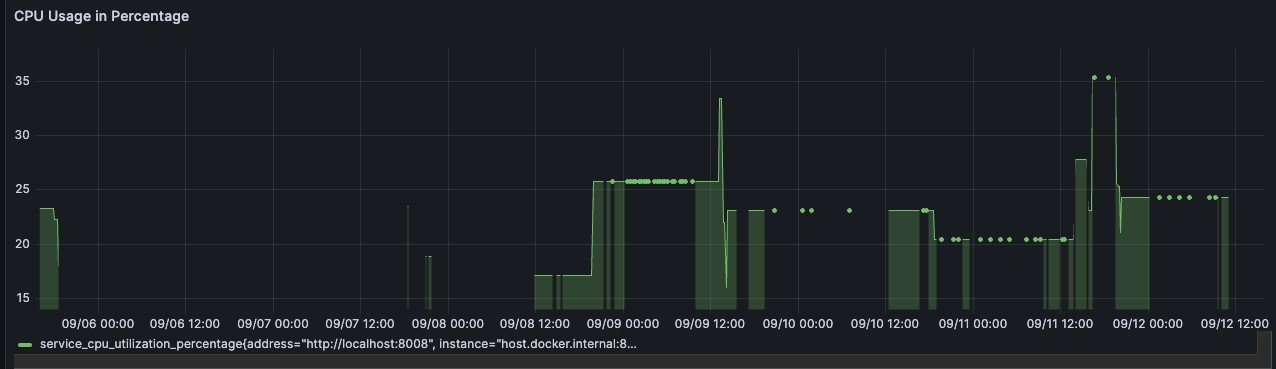 CPU Usage in Percentage
35
30
25
20
15
09/06 00:00 09/06 12:00 09/07 00:00 09/07 12:00 09/08 00:00 09/08 12:00 09/09 00:00 09/09 12:00 09/10 00:00 09/10 12:00 09/11 00:00 09/11 12:00 09/12 00:00 09/12 12:00
service_cpu_utilization_percentage{address="http://localhost:8008", instance="host.docker.internal:8...